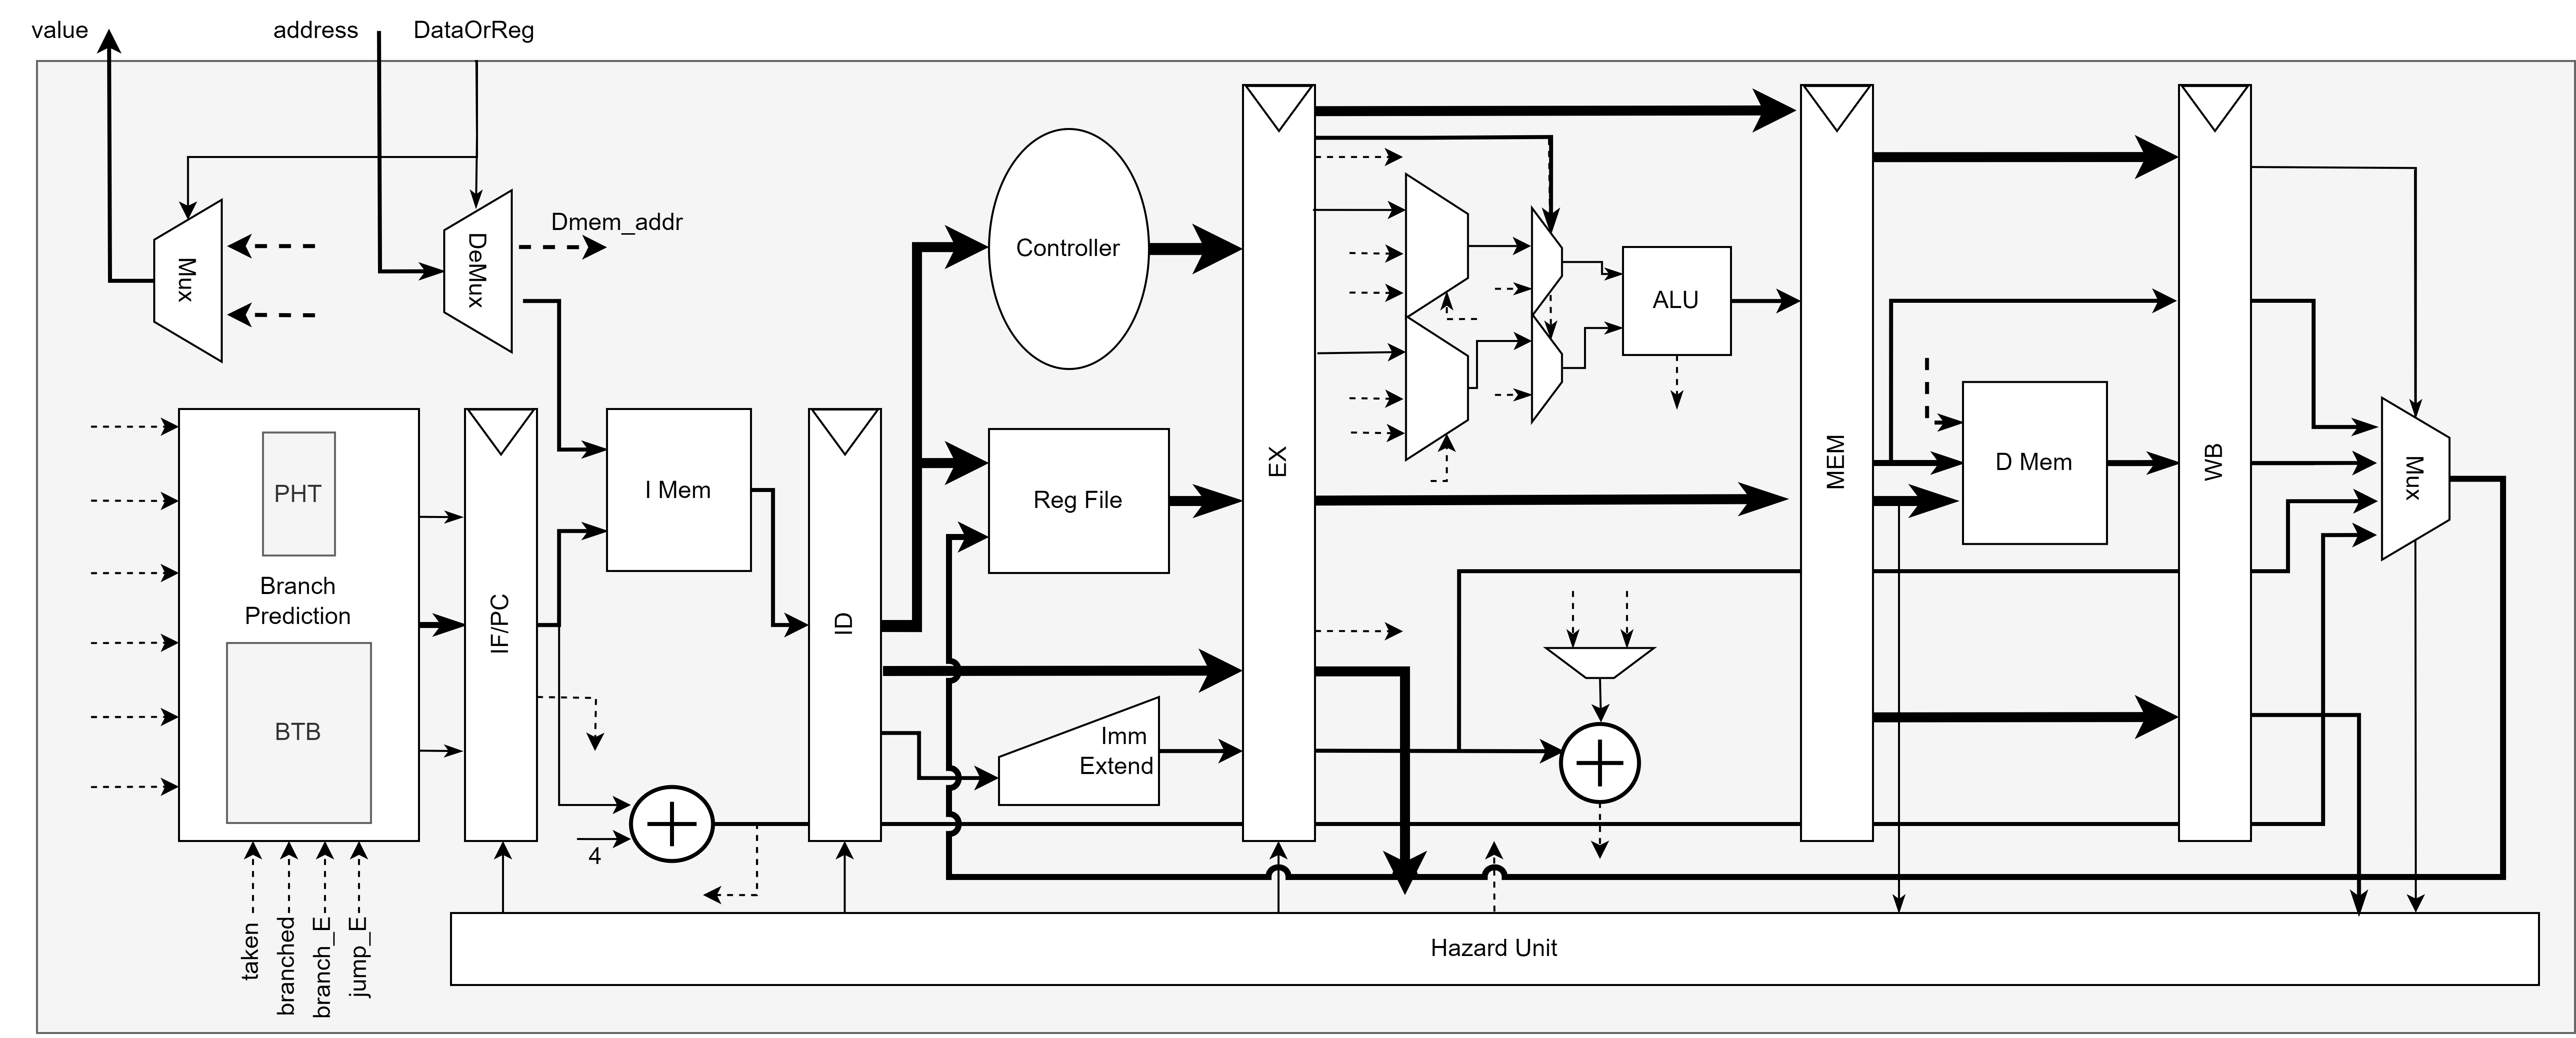 value
address
DataOrReg
Mux
DeMux
Dmem_addr
Controller
ALU
PHT
Branch
Prediction
BTB
IF/PC
I Mem
ID
Reg File
EX
MEM
D Mem
WB
Mux
Imm
Extend
4
taken
branched
branch_E
jump_E
Hazard Unit